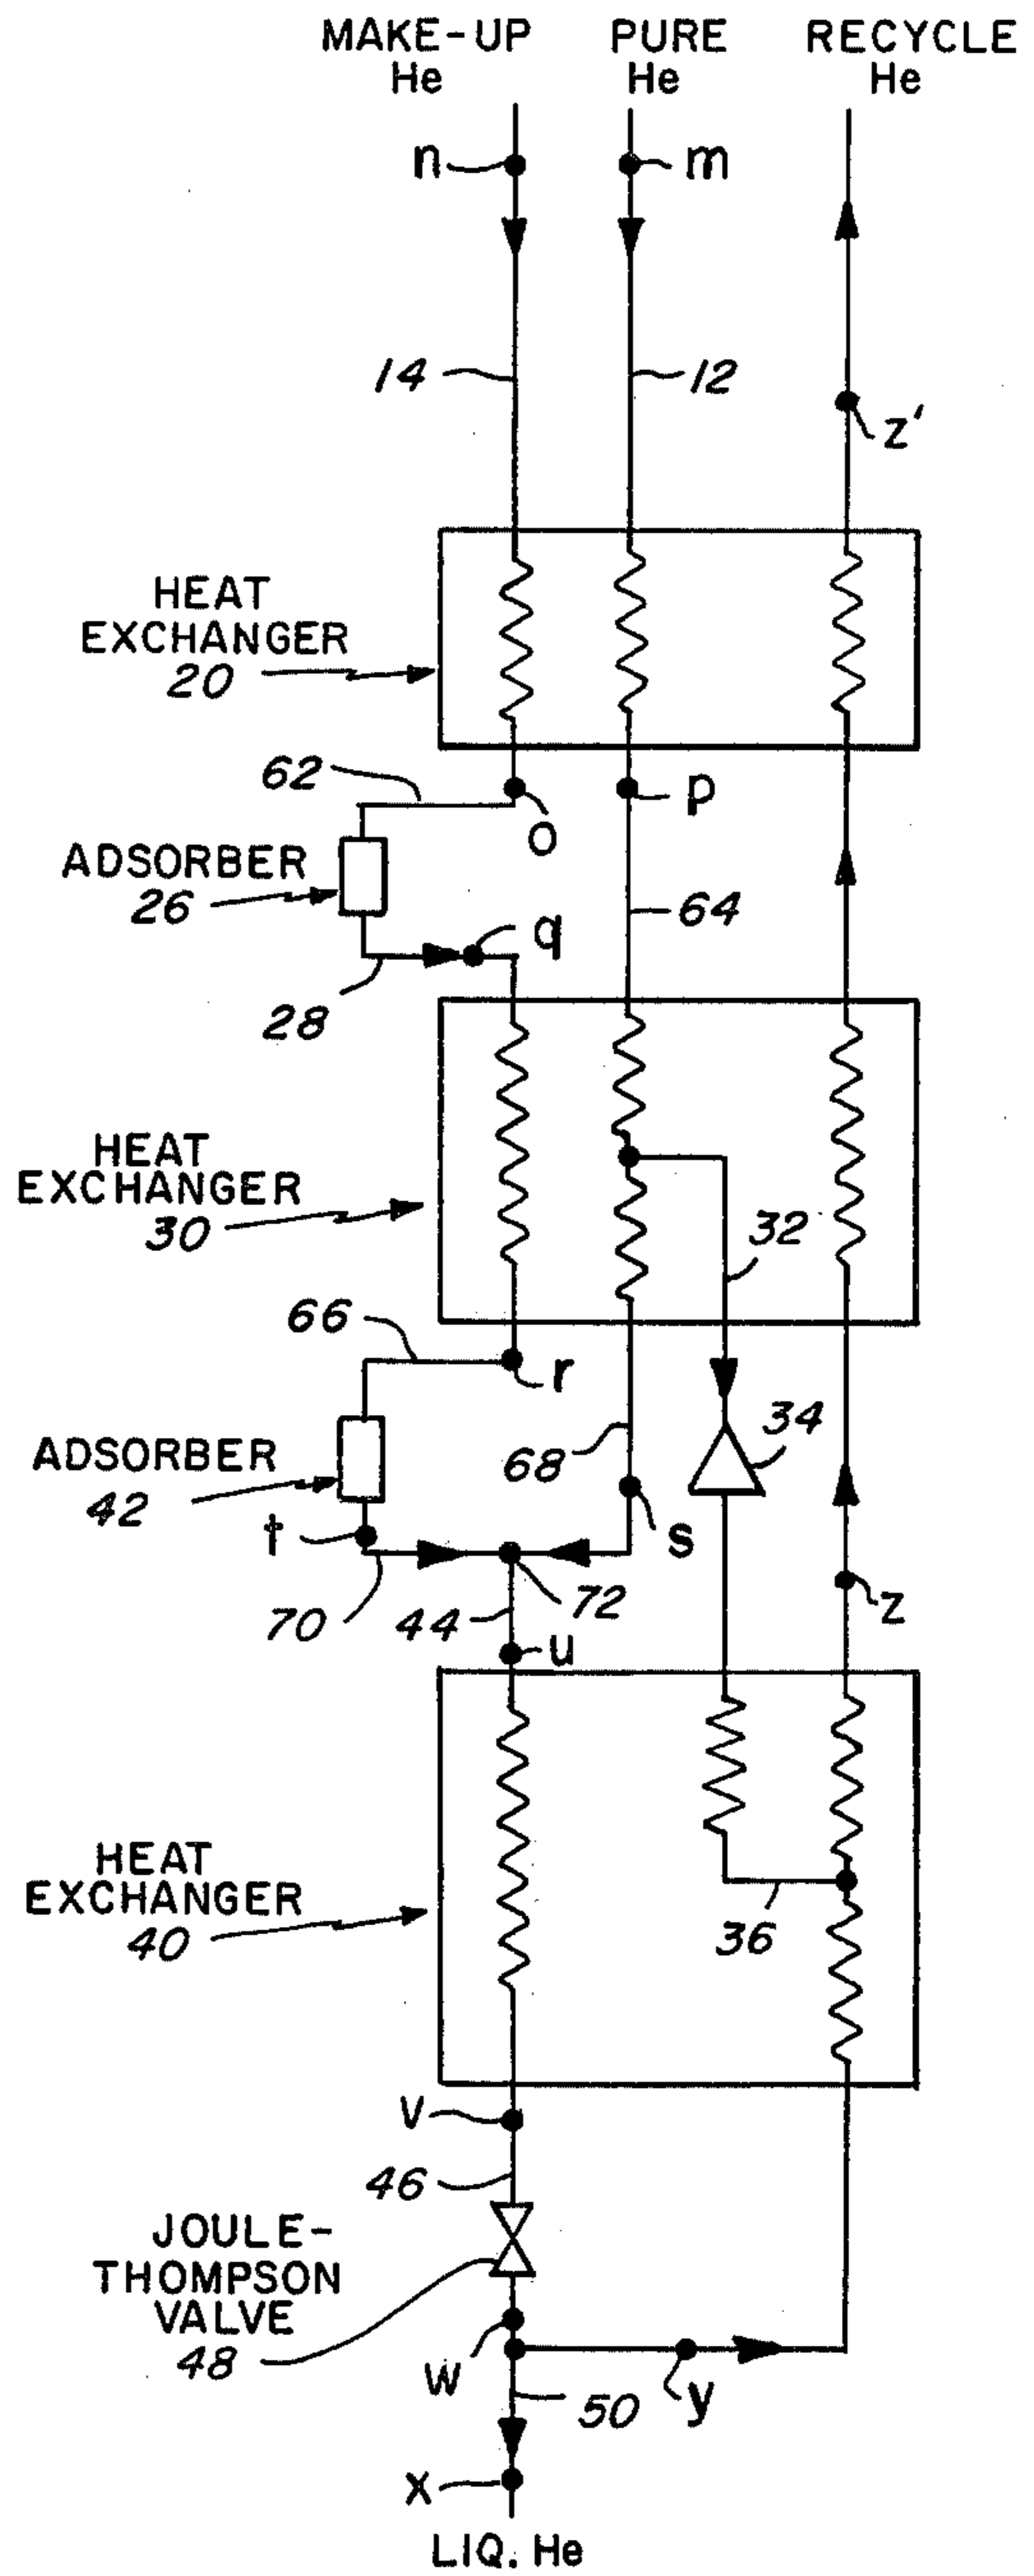 MAKE-UP He
PURE He
RECYCLE He
n
m
14
12
z'
HEAT
EXCHANGER
20
62
o
p
ADSORBER
26
64
q
28
HEAT
EXCHANGER
30
32
66
r
34
ADSORBER
42
68
s
t
70
44
72
z
u
HEAT
EXCHANGER
40
36
v
46
JOULE-
THOMPSON
VALVE
48
w
50
y
x
LIQ. He